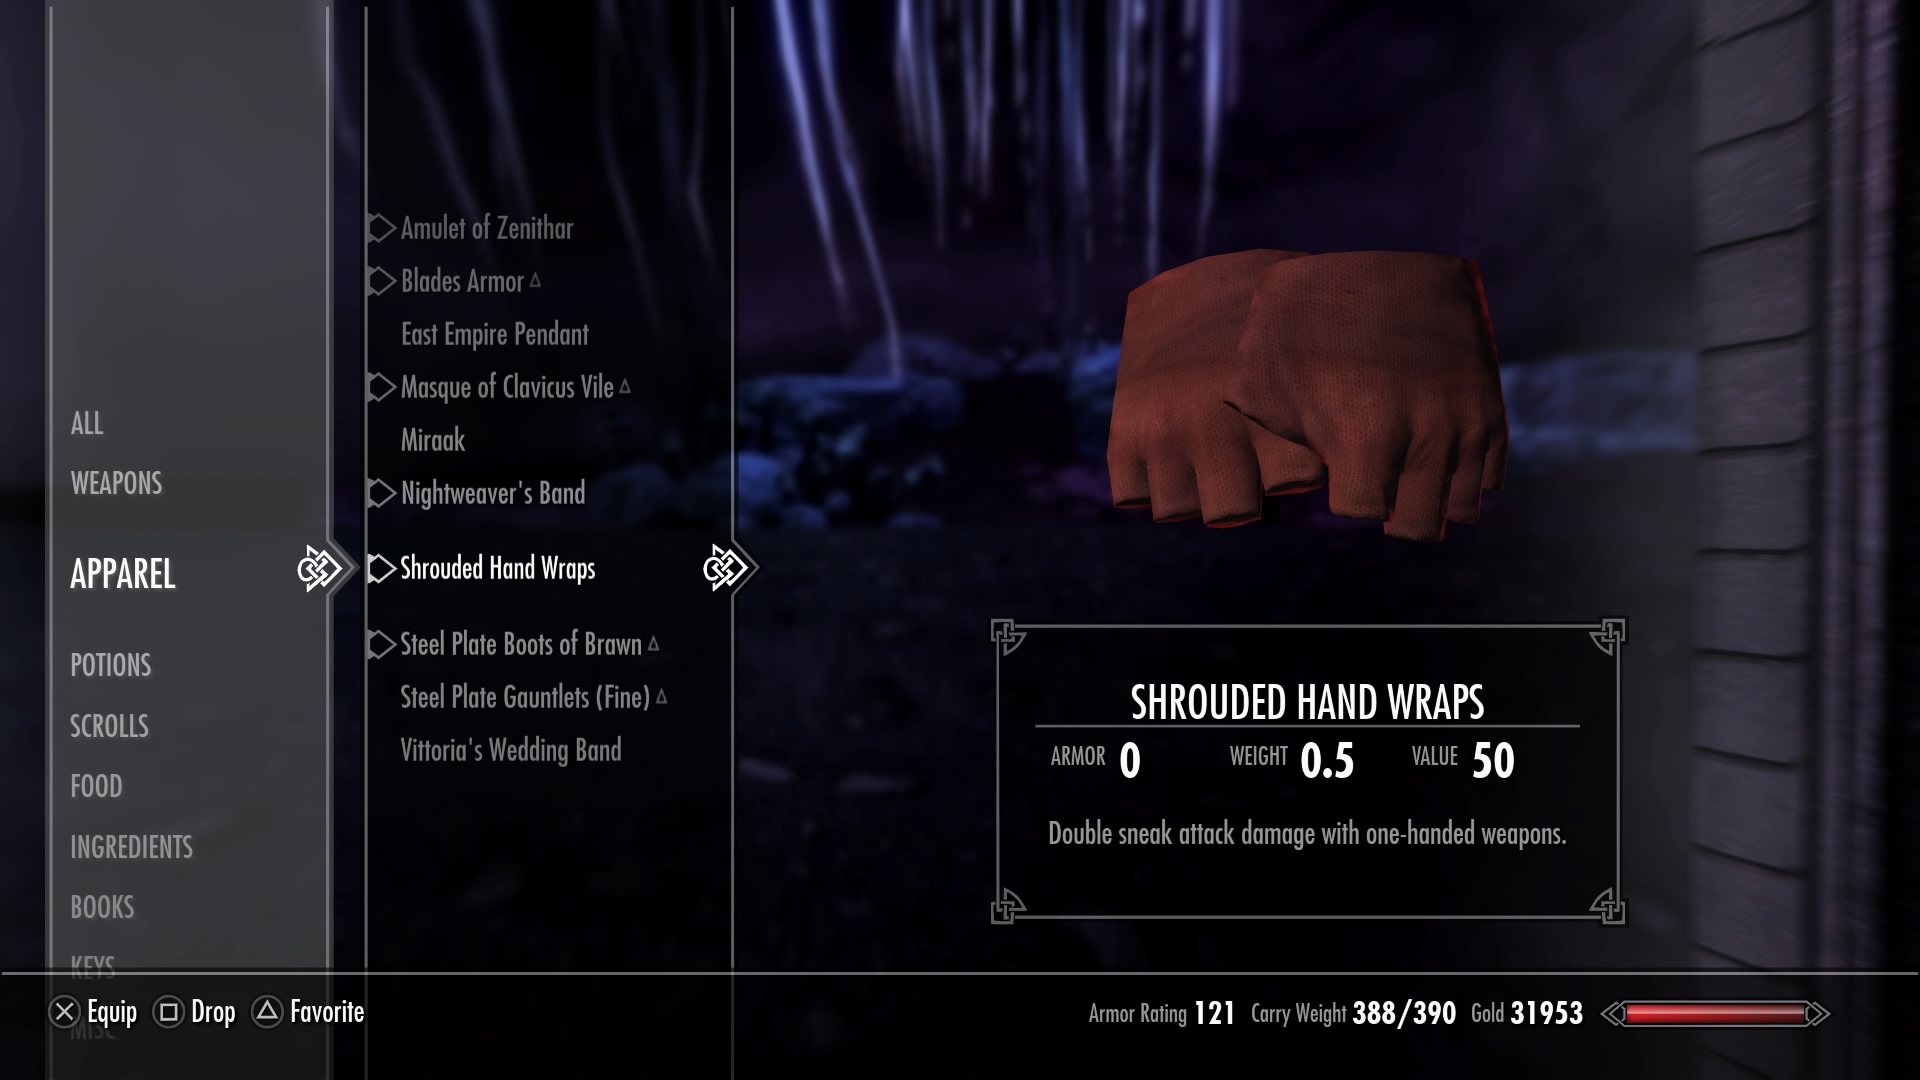 ALL
WEAPONS
APPAREL
POTIONS
SCROLLS
FOOD
INGREDIENTS
BOOKS
KEYS
MISC
Amulet of Zenithar
Blades Armor
East Empire Pendant
Masque of Clavicus Vile
Miraak
Nightweaver's Band
Shrouded Hand Wraps
Steel Plate Boots of Brawn
Steel Plate Gauntlets (Fine)
Vittoria's Wedding Band
SHROUDED HAND WRAPS
ARMOR 0 WEIGHT 0.5 VALUE 50
Double sneak attack damage with one-handed weapons.
Equip Drop Favorite
Armor Rating 121 Carry Weight 388/390 Gold 31953